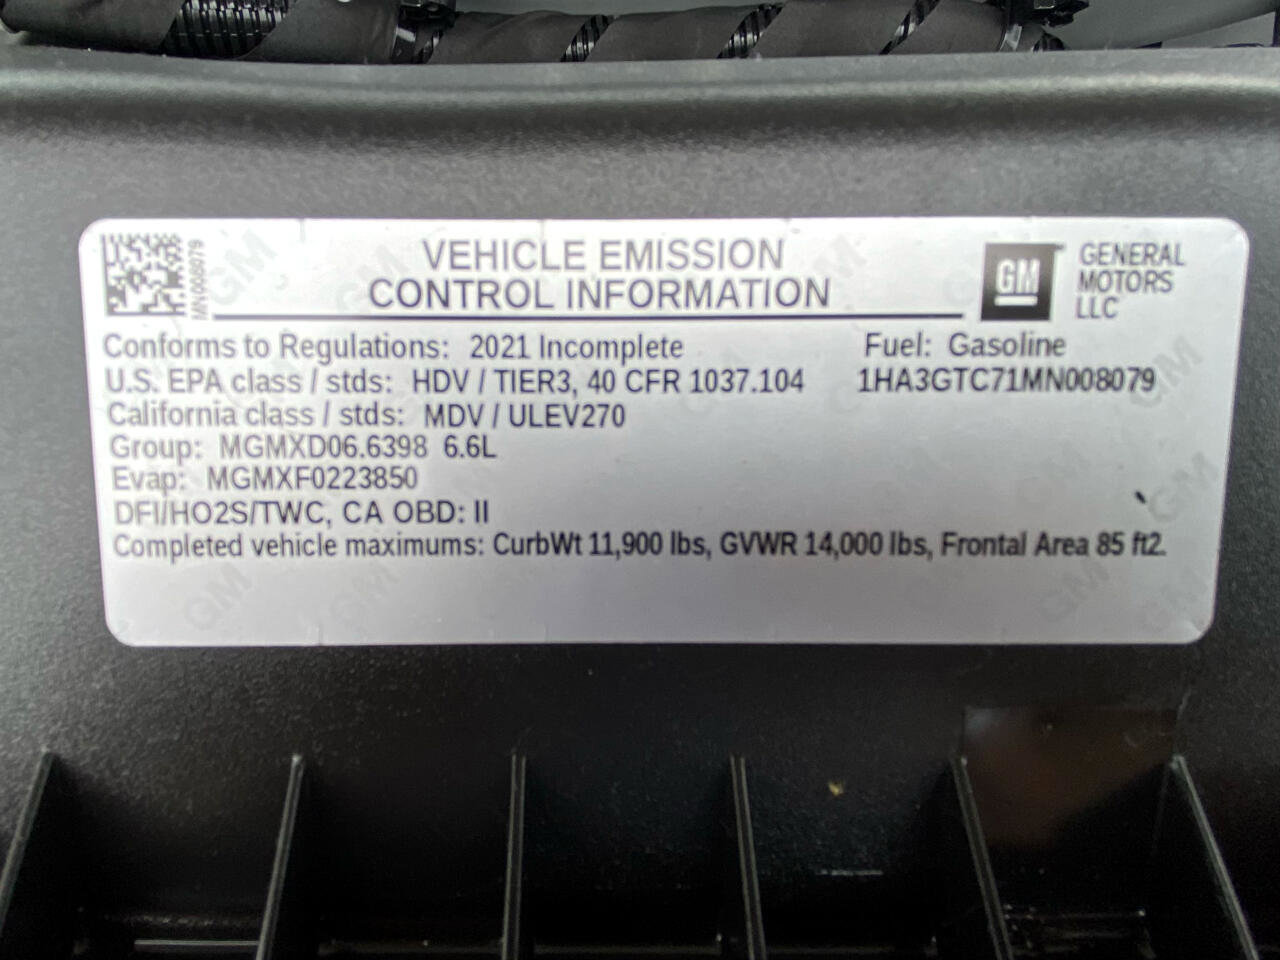 MN008079
VEHICLE EMISSION
CONTROL INFORMATION
GM
GENERAL
MOTORS
LLC
Conforms to Regulations: 2021 Incomplete Fuel: Gasoline
U.S. EPA class / stds: HDV / TIER3, 40 CFR 1037.104 1HA3GTC71MN008079
California class / stds: MDV / ULEV270
Group: MGMXD06.6398 6.6L
Evap: MGMXF0223850
DFI/HO2S/TWC, CA OBD: II
Completed vehicle maximums: CurbWt 11,900 lbs, GVWR 14,000 lbs, Frontal Area 85 ft2.